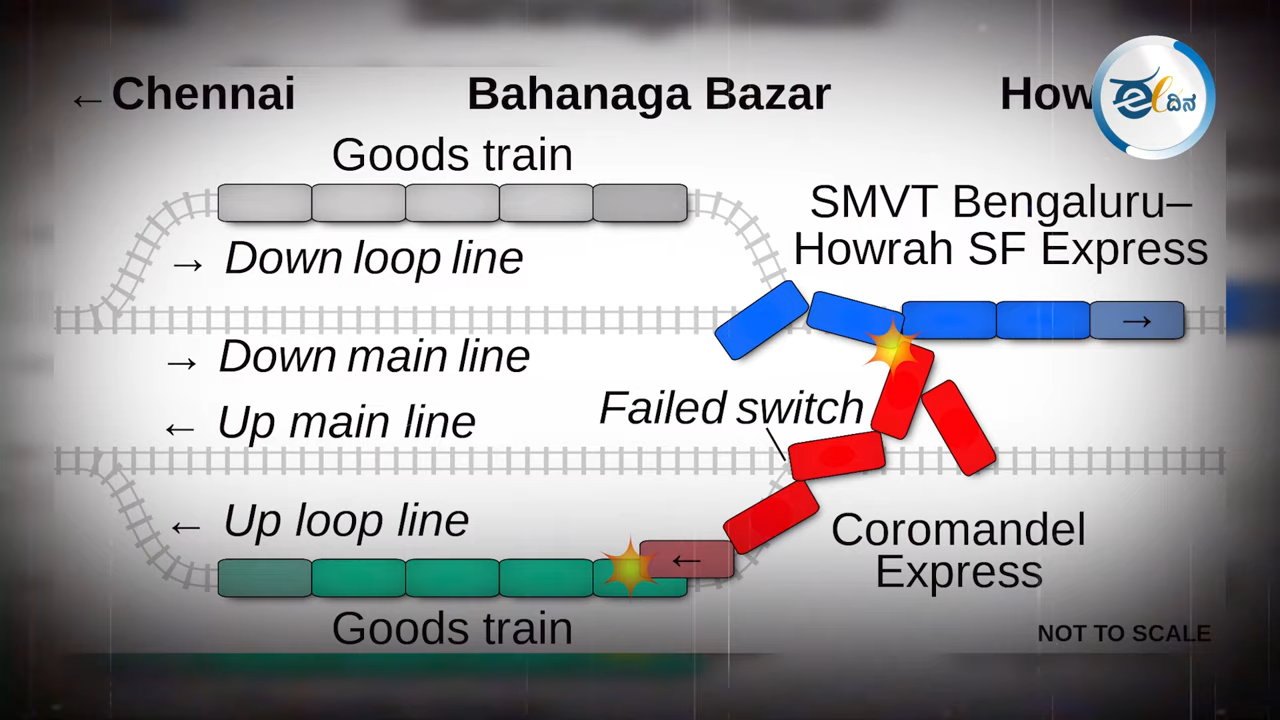 ←Chennai Bahanaga Bazar How
eಲ ದಿನ
Goods train
SMVT Bengaluru–
Howrah SF Express
→ Down loop line
→ Down main line
Failed switch
← Up main line
← Up loop line
Coromandel
Express
Goods train
NOT TO SCALE
→
←